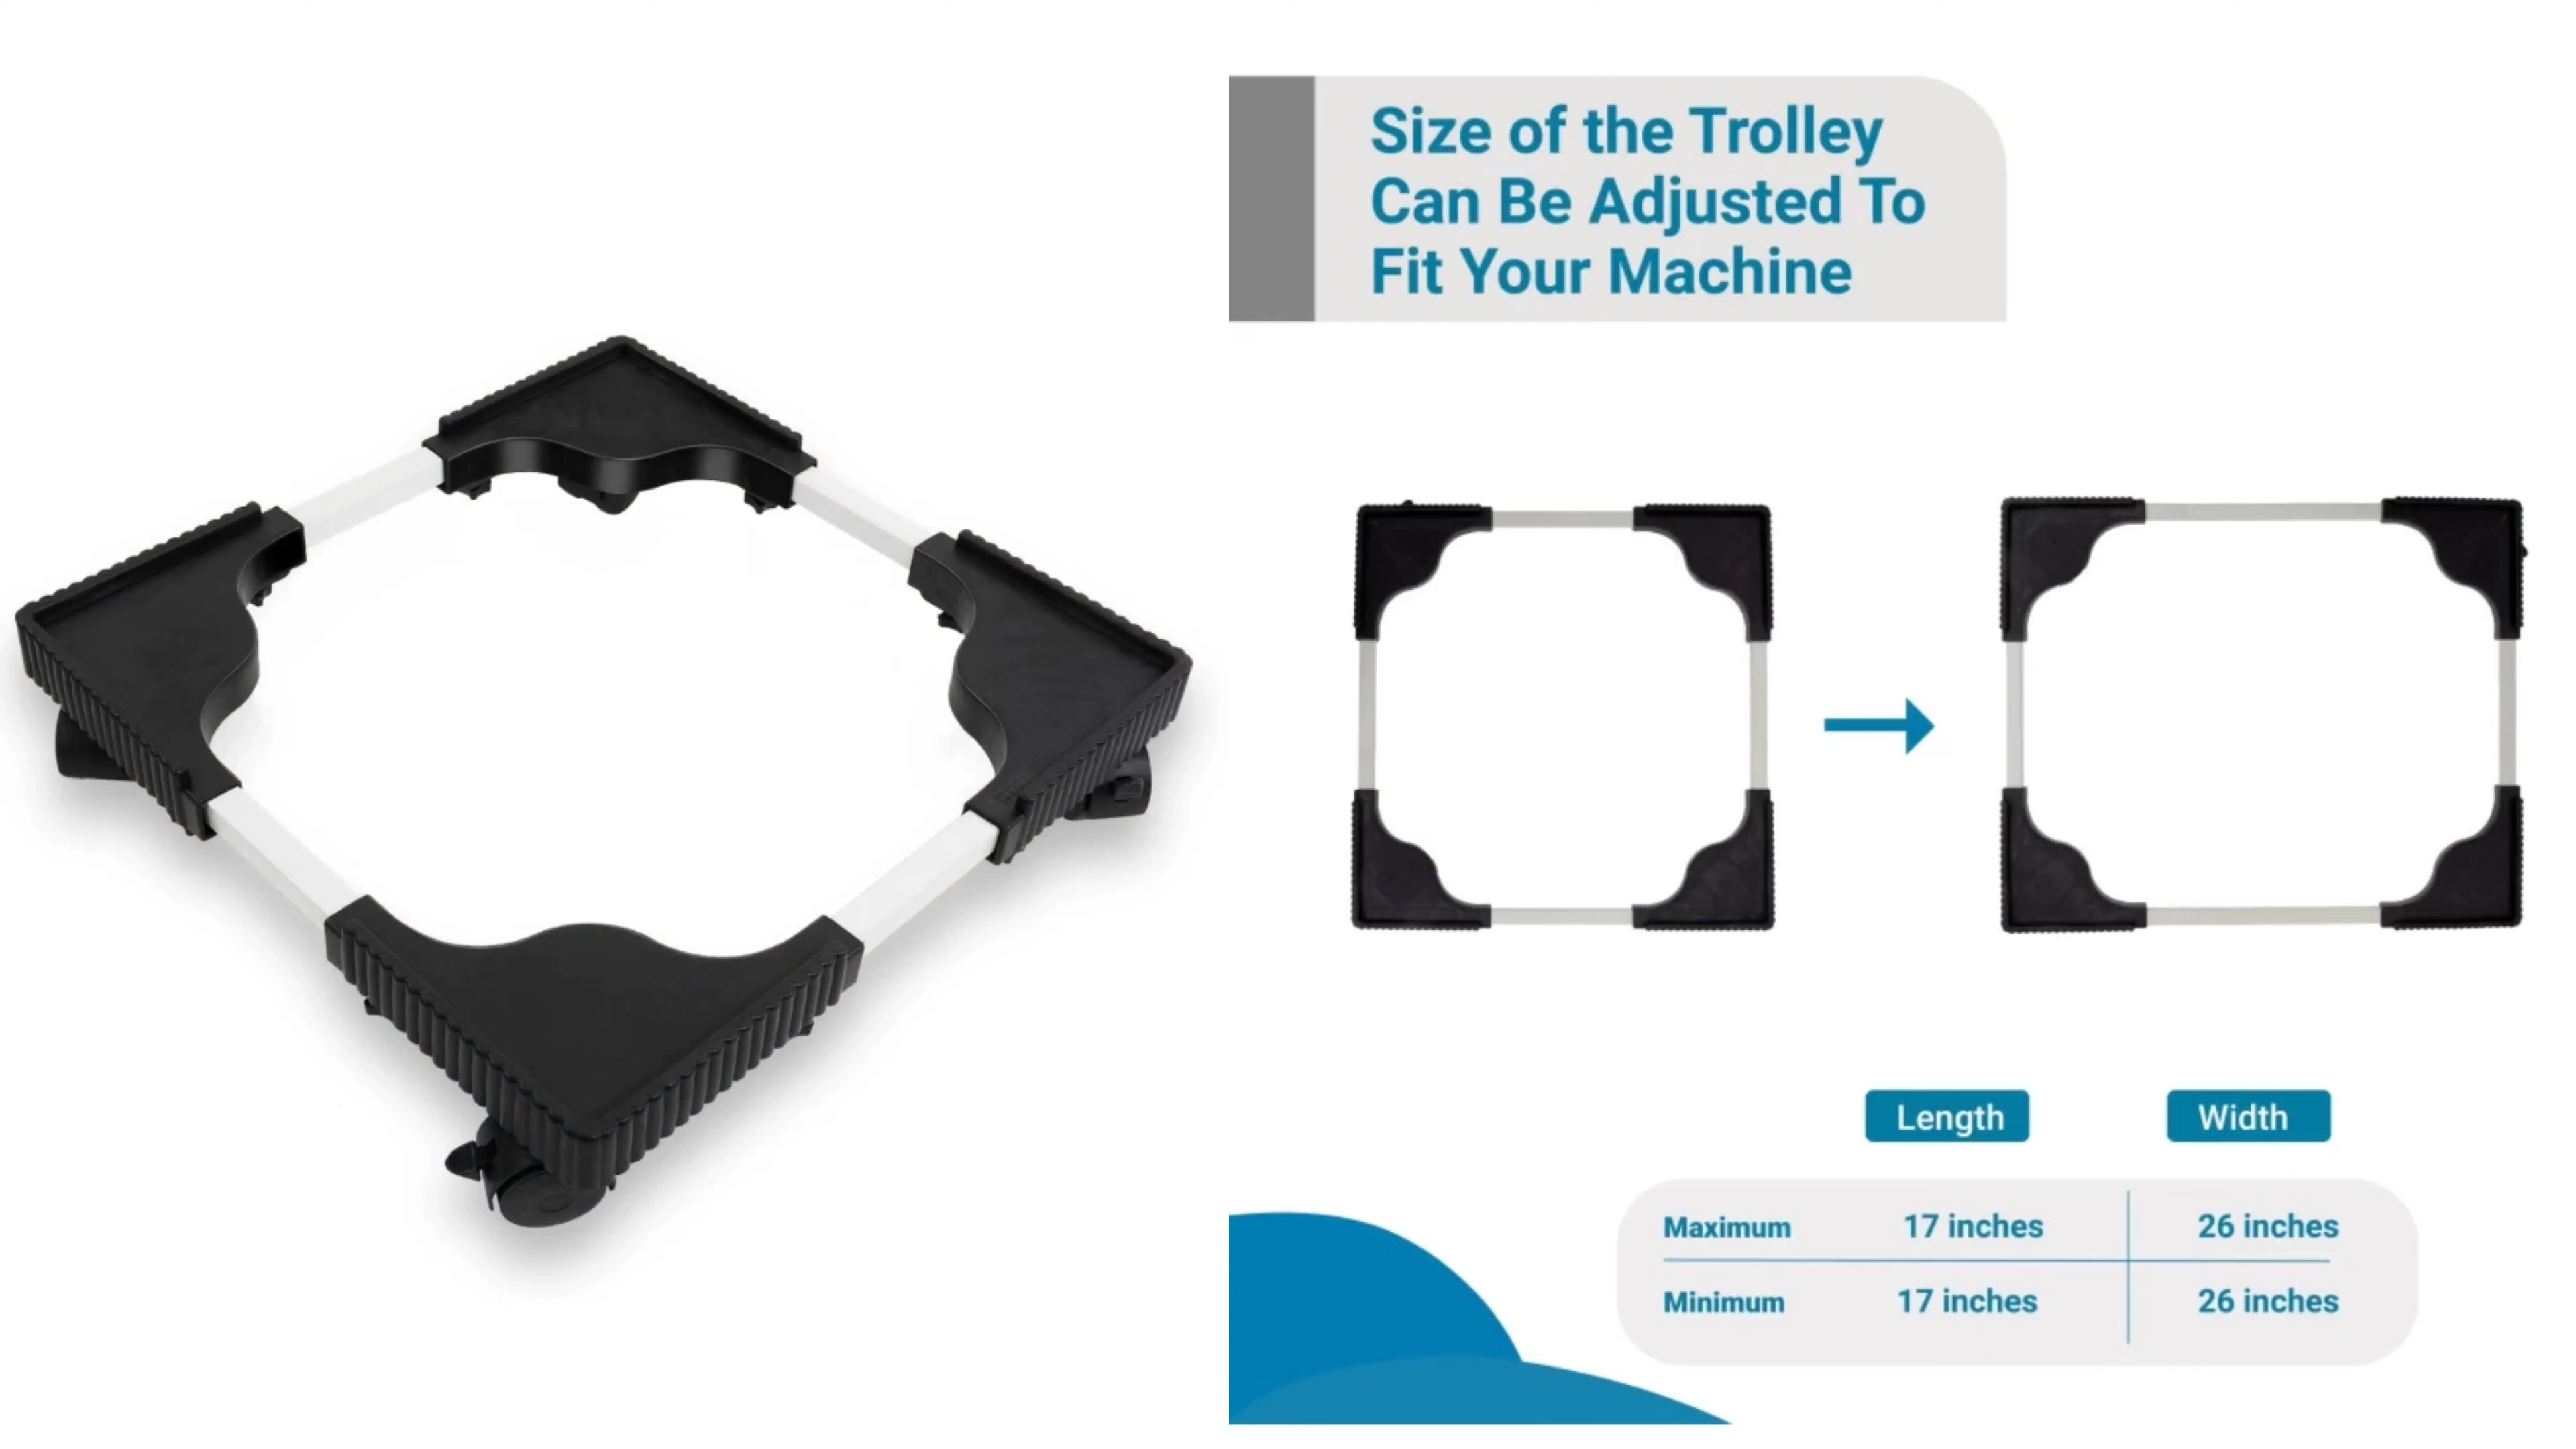 Size of the Trolley
Can Be Adjusted To
Fit Your Machine
Length Width
Maximum 17 inches 26 inches
Minimum 17 inches 26 inches